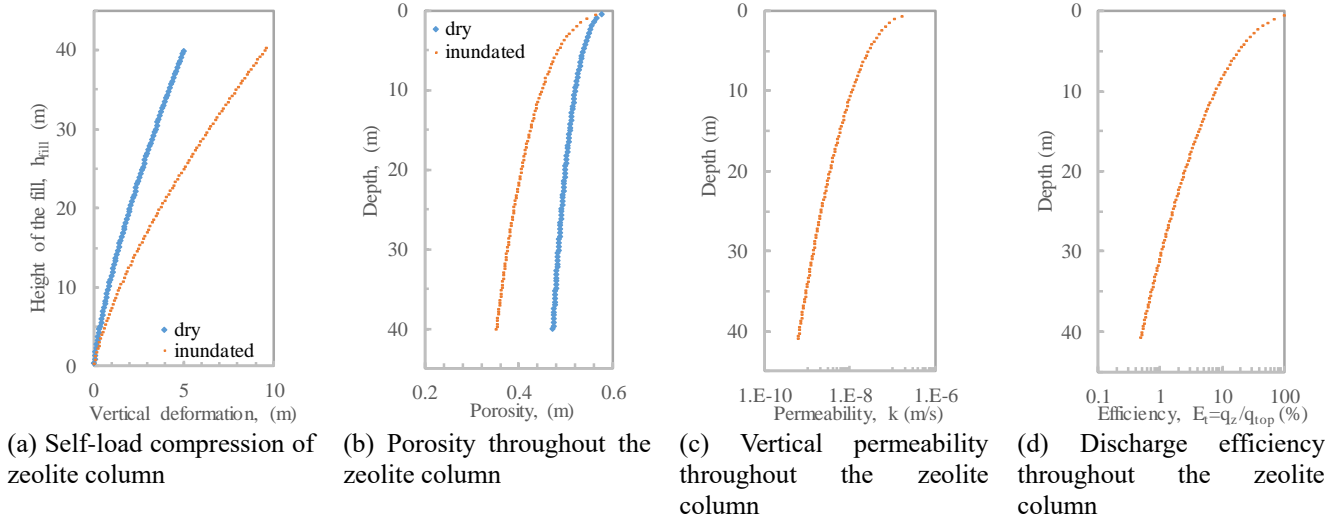 Height of the fill, h_fill (m)
40
30
20
10
0
dry
inundated
0 5 10
Vertical deformation, (m)
(a) Self-load compression of
zeolite column
Depth, (m)
0
10
20
30
40
dry
inundated
0.2 0.4 0.6
Porosity, (m)
(b) Porosity throughout the
zeolite column
Depth (m)
0
10
20
30
40
1.E-10 1.E-8 1.E-6
Permeability, k (m/s)
(c) Vertical permeability
throughout the zeolite
column
Depth (m)
0
10
20
30
40
0.1 1 10 100
Efficiency, E_t=q_z/q_top (%)
(d) Discharge efficiency
throughout the zeolite
column